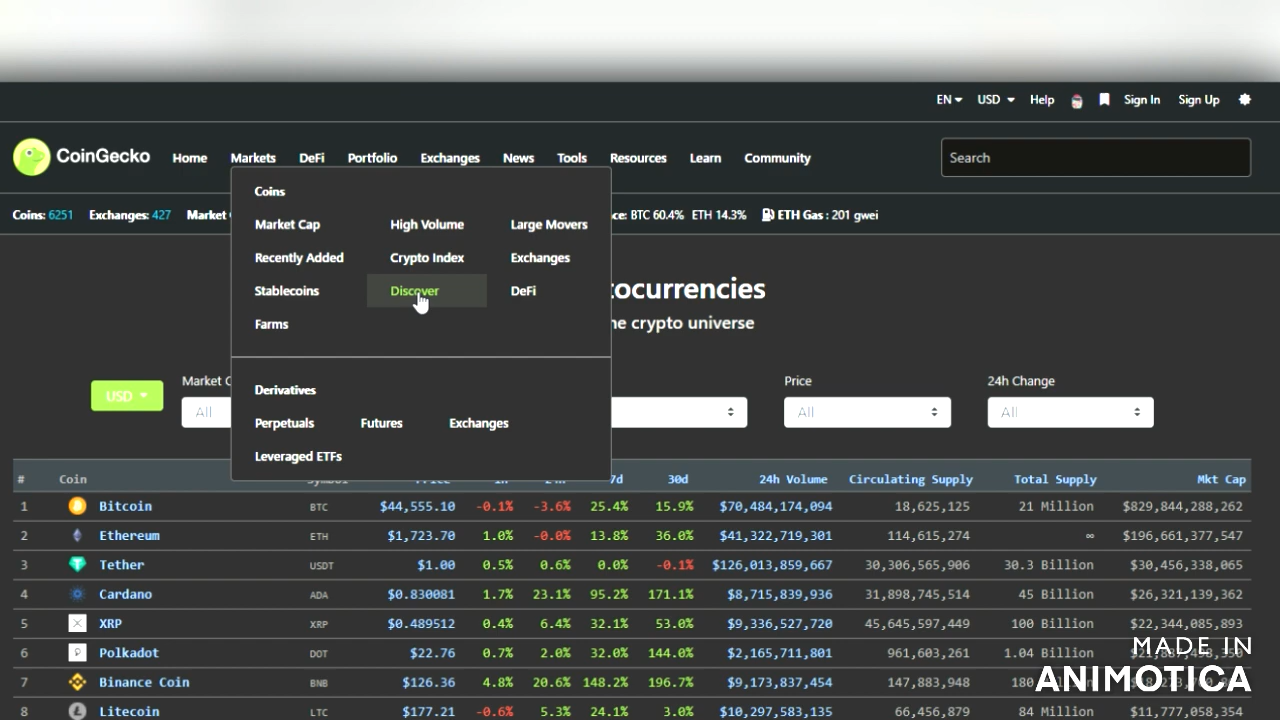 EN USD Help Sign In Sign Up
CoinGecko Home Markets DeFi Portfolio Exchanges News Tools Resources Learn Community Search
Coins: 6251 Exchanges: 427 Market BTC 60.4% ETH 14.3% ETH Gas : 201 gwei
Coins
Market Cap High Volume Large Movers
Recently Added Crypto Index Exchanges
Stablecoins Discover DeFi
Farms
Derivatives
Perpetuals Futures Exchanges
Leveraged ETFs
ocurrencies
crypto universe
USD Market Price 24h Change
All All All
# Coin 7d 30d 24h Volume Circulating Supply Total Supply Mkt Cap
1 Bitcoin BTC $44,555.10 -0.1% -3.6% 25.4% 15.9% $70,484,174,094 18,625,125 21 Million $829,844,288,262
2 Ethereum ETH $1,723.70 1.0% -0.0% 13.8% 36.0% $41,322,719,301 114,615,274 ∞ $196,661,377,547
3 Tether USDT $1.00 0.5% 0.6% 0.0% -0.1% $126,013,859,667 30,306,565,906 30.3 Billion $30,456,338,065
4 Cardano ADA $0.830081 1.7% 23.1% 95.2% 171.1% $8,715,839,936 31,898,745,514 45 Billion $26,321,139,362
5 XRP XRP $0.489512 0.4% 6.4% 32.1% 53.0% $9,336,527,720 45,645,597,449 100 Billion $22,344,085,893
6 Polkadot DOT $22.76 0.7% 2.0% 32.0% 144.0% $2,165,711,801 961,603,261 1.04 Billion
7 Binance Coin BNB $126.36 4.8% 20.6% 148.2% 196.7% $9,173,837,454 147,883,948
8 Litecoin LTC $177.21 -0.6% 5.3% 24.1% 3.0% $10,297,583,135 66,456,879 84 Million $11,777,058,354
MADE IN
ANIMOTICA